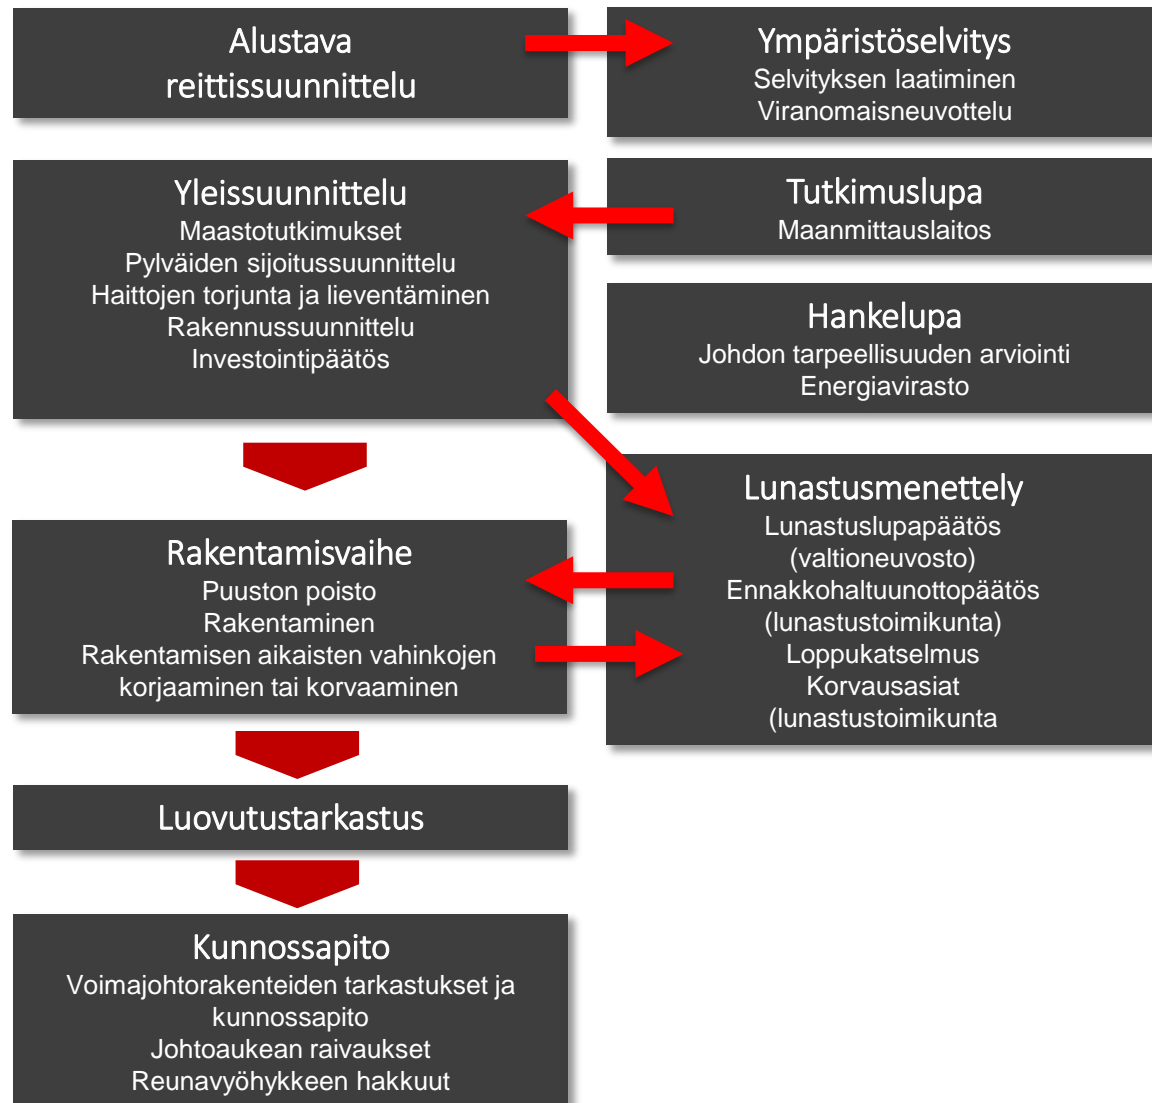 Alustava
reittissuunnittelu
Ympäristöselvitys
Selvityksen laatiminen
Viranomaisneuvottelu
Yleissuunnittelu
Maastotutkimukset
Pylväiden sijoitussuunnittelu
Haittojen torjunta ja lieventäminen
Rakennussuunnittelu
Investointipäätös
Tutkimuslupa
Maanmittauslaitos
Hankelupa
Johdon tarpeellisuuden arviointi
Energiavirasto
Lunastusmenettely
Lunastuslupapäätös
(valtioneuvosto)
Ennakkohaltuunottopäätös
(lunastustoimikunta)
Loppukatselmus
Korvausasiat
(lunastustoimikunta
Rakentamisvaihe
Puuston poisto
Rakentaminen
Rakentamisen aikaisten vahinkojen
korjaaminen tai korvaaminen
Luovutustarkastus
Kunnossapito
Voimajohtorakenteiden tarkastukset ja
kunnossapito
Johtoaukean raivaukset
Reunavyöhykkeen hakkuut